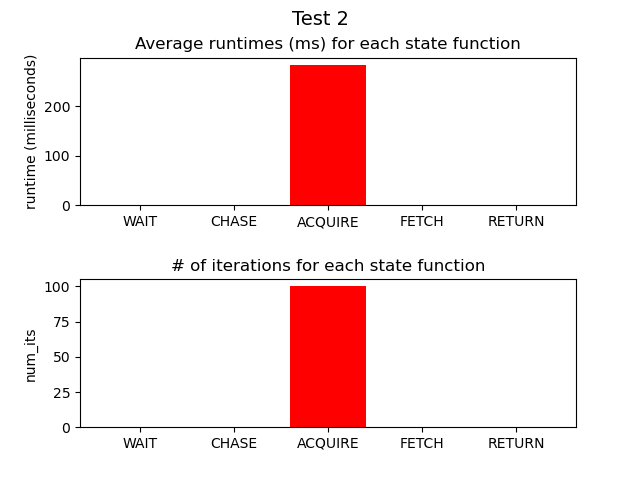 Test 2
Average runtimes (ms) for each state function
runtime (milliseconds)
200
100
0
WAIT CHASE ACQUIRE FETCH RETURN
# of iterations for each state function
num_its
100
75
50
25
0
WAIT CHASE ACQUIRE FETCH RETURN